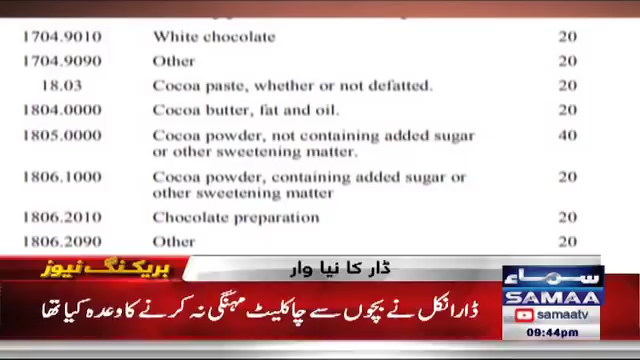 1704.9010 White chocolate 20
1704.9090 Other 20
18.03 Cocoa paste, whether or not defatted. 20
1804.0000 Cocoa butter, fat and oil. 20
1805.0000 Cocoa powder, not containing added sugar 40
or other sweetening matter.
1806.1000 Cocoa powder, containing added sugar or 20
other sweetening matter
1806.2010 Chocolate preparation 20
1806.2090 Other 20
بریکنگ نیوز
ڈار کا نیا وار
ڈار انکل نے بچوں سے چاکلیٹ مہنگی نہ کرنے کا وعدہ کیا تھا
سماء
SAMAA
samaatv
09:44pm